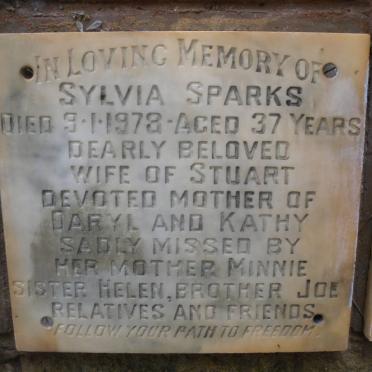 IN LOVING MEMORY OF
SYLVIA SPARKS
DIED 9-1-1978-AGED 37 YEARS
DEARLY BELOVED
WIFE OF STUART
DEVOTED MOTHER OF
DARYL AND KATHY
SADLY MISSED BY
HER MOTHER MINNIE
SISTER HELEN, BROTHER JOE
RELATIVES AND FRIENDS
FOLLOW YOUR PATH TO FREEDOM.